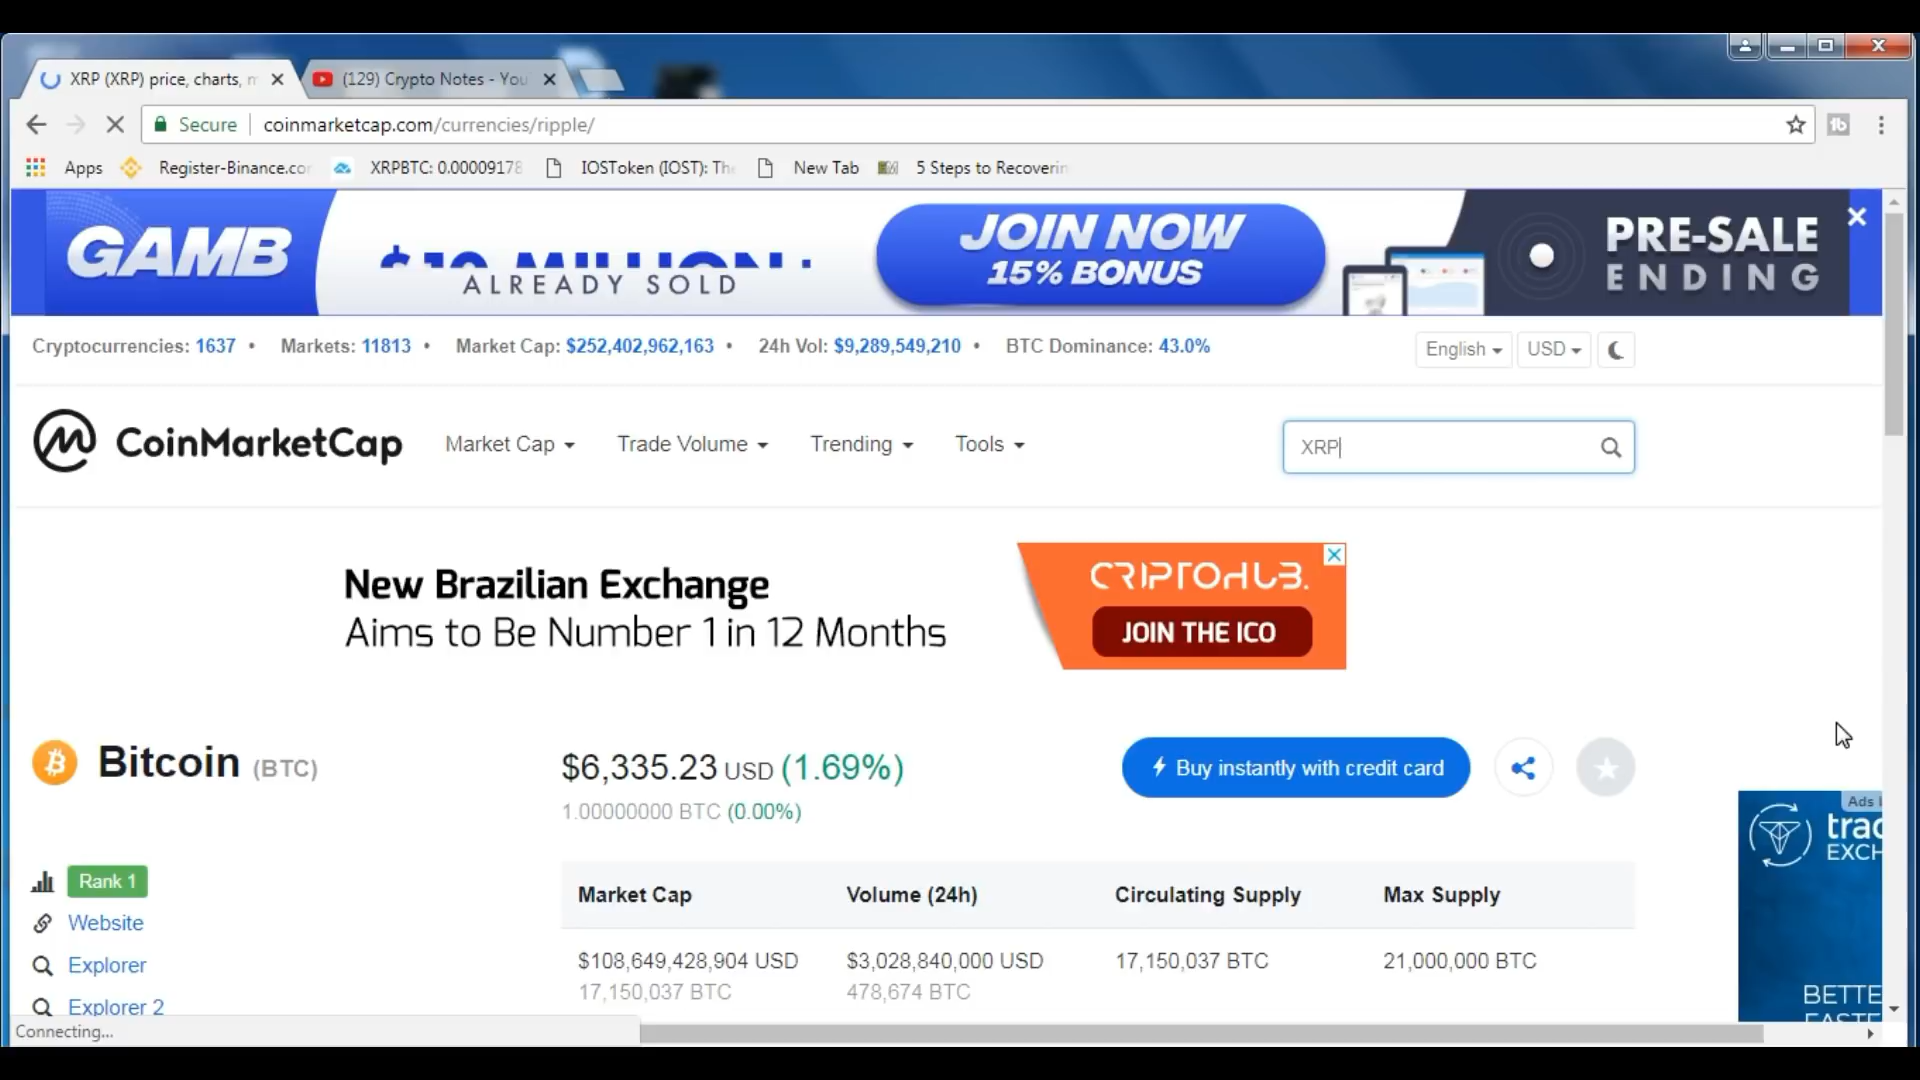 XRP (XRP) price, charts, m
(129) Crypto Notes - You
Secure
coinmarketcap.com/currencies/ripple/
Apps
Register-Binance.cor
XRPBTC: 0.00009178
IOSToken (IOST): The
New Tab
5 Steps to Recoverin
GAMB
ALREADY SOLD
JOIN NOW
15% BONUS
PRE-SALE
ENDING
Cryptocurrencies: 1637 • Markets: 11813 • Market Cap: $252,402,962,163 • 24h Vol: $9,289,549,210 • BTC Dominance: 43.0%
English
USD
CoinMarketCap
Market Cap
Trade Volume
Trending
Tools
XRP
New Brazilian Exchange
Aims to Be Number 1 in 12 Months
CRIPTOHUB.
JOIN THE ICO
Bitcoin (BTC)
$6,335.23 USD (1.69%)
1.00000000 BTC (0.00%)
Buy instantly with credit card
Rank 1
Website
Explorer
Explorer 2
Market Cap
Volume (24h)
Circulating Supply
Max Supply
$108,649,428,904 USD
$3,028,840,000 USD
17,150,037 BTC
21,000,000 BTC
17,150,037 BTC
478,674 BTC
Ads
trad
EXCH
BETTE
Connecting...